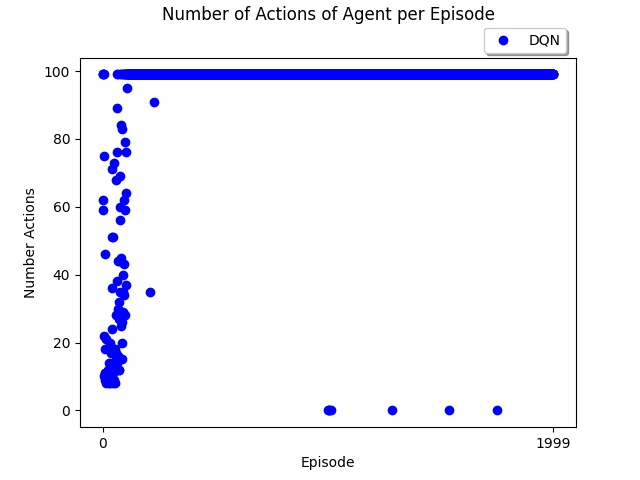 Number of Actions of Agent per Episode
DQN
100
80
60
40
20
0
Number Actions
0
1999
Episode